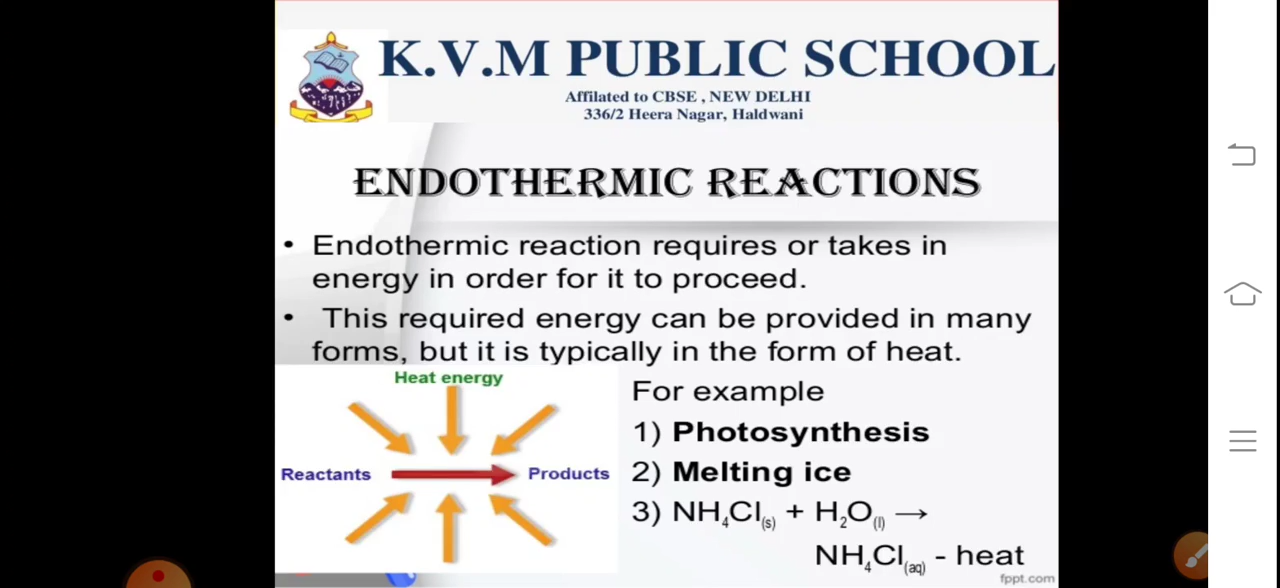 K.V.M PUBLIC SCHOOL
Affilated to CBSE , NEW DELHI
336/2 Heera Nagar, Haldwani
ENDOTHERMIC REACTIONS
• Endothermic reaction requires or takes in
energy in order for it to proceed.
• This required energy can be provided in many
forms, but it is typically in the form of heat.
Heat energy
Reactants
Products
For example
1) Photosynthesis
2) Melting ice
3) NH₄Cl(s) + H₂O(l) →
NH₄Cl(aq) - heat
fppt.com